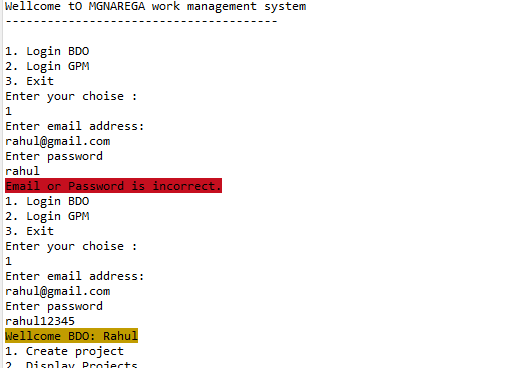 Wellcome tO MGNAREGA work management system
---------------------------------------
1. Login BDO
2. Login GPM
3. Exit
Enter your choise :
1
Enter email address:
rahul@gmail.com
Enter password
rahul
Email or Password is incorrect.
1. Login BDO
2. Login GPM
3. Exit
Enter your choise :
1
Enter email address:
rahul@gmail.com
Enter password
rahul12345
Wellcome BDO: Rahul
1. Create project
2. Display Projects